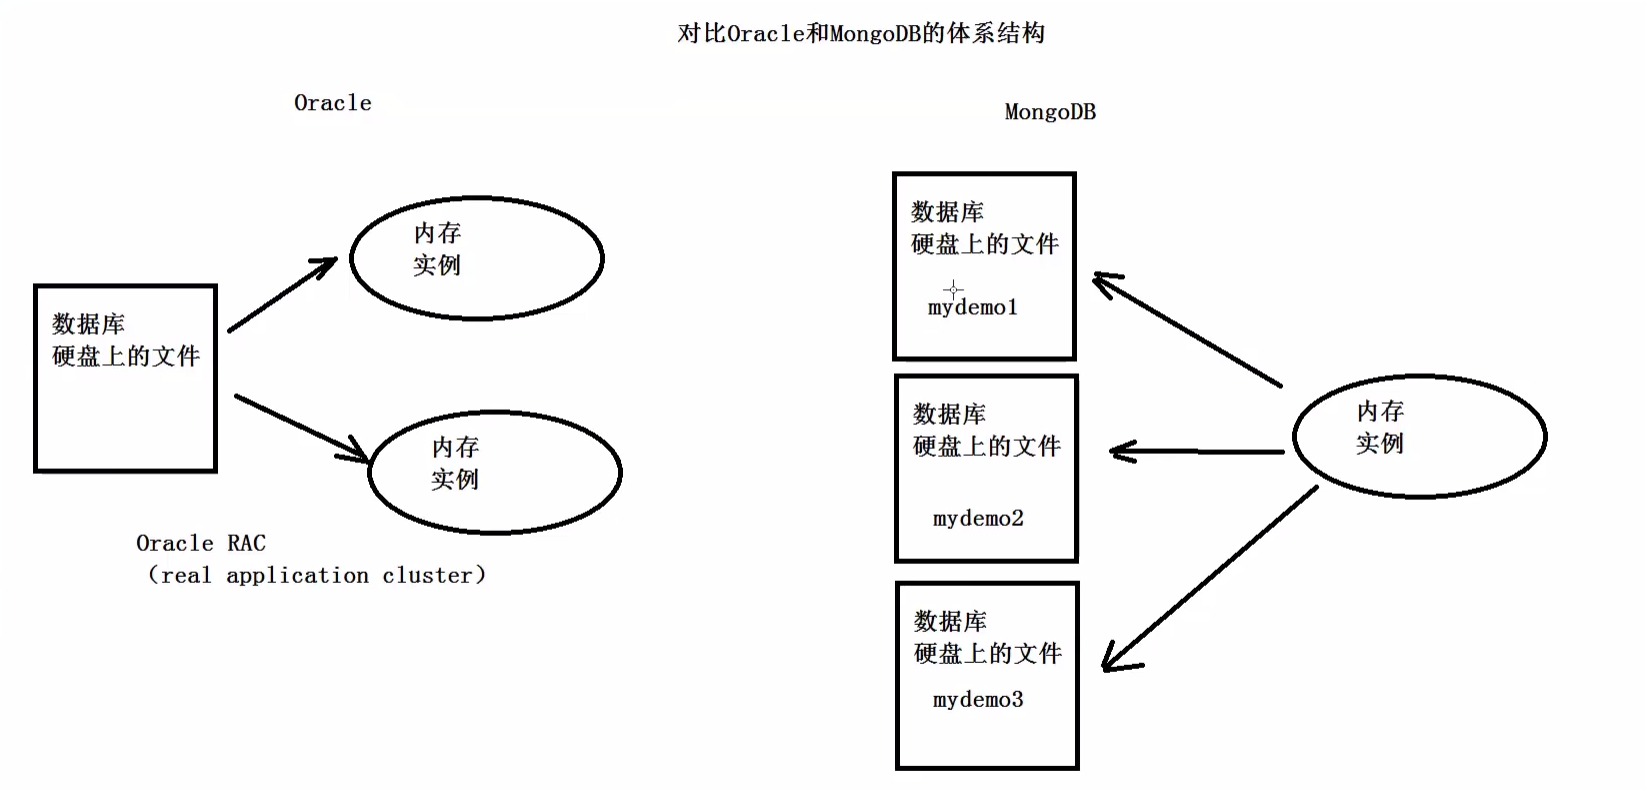 对比Oracle和MongoDB的体系结构
Oracle
数据库
硬盘上的文件
内存
实例
内存
实例
Oracle RAC
（real application cluster）
MongoDB
数据库
硬盘上的文件
mydemo1
数据库
硬盘上的文件
mydemo2
数据库
硬盘上的文件
mydemo3
内存
实例